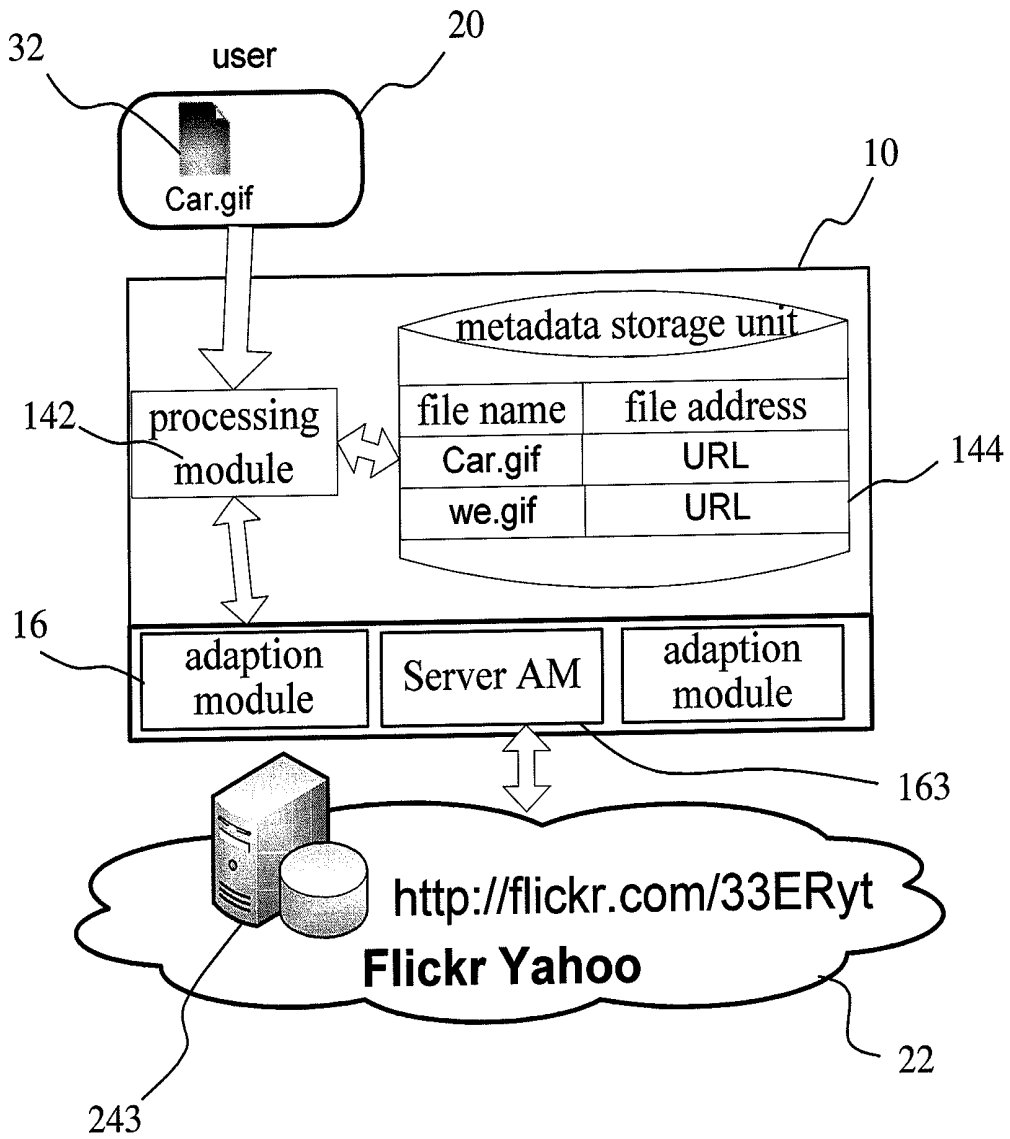 32
user
20
Car.gif
10
metadata storage unit
file name file address
Car.gif URL
we.gif URL
144
142
processing
module
16
adaption
module
Server AM
adaption
module
163
http://flickr.com/33ERyt
Flickr Yahoo
22
243